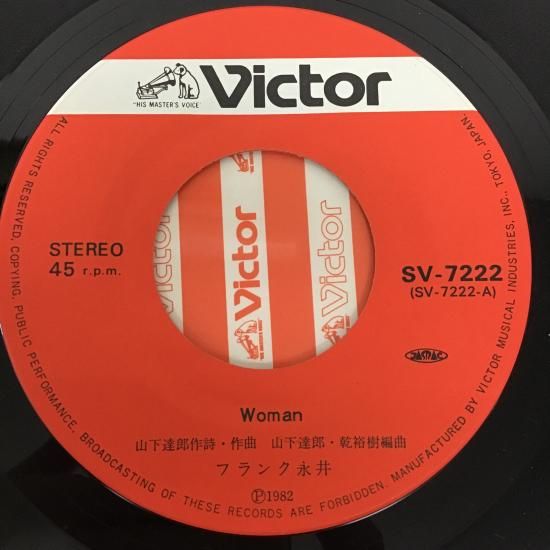 "HIS MASTER'S VOICE"
Victor
STEREO
45 r.p.m.
SV-7222
(SV-7222-A)
JASRAC
Victor
Victor
Victor
Woman
山下達郎作詩・作曲 山下達郎・乾裕樹編曲
フランク永井
Ⓟ1982
ALL RIGHTS RESERVED. COPYING, PUBLIC PERFORMANCE, BROADCASTING OF THESE RECORDS ARE FORBIDDEN. MANUFACTURED BY VICTOR MUSICAL INDUSTRIES, INC., TOKYO, JAPAN.